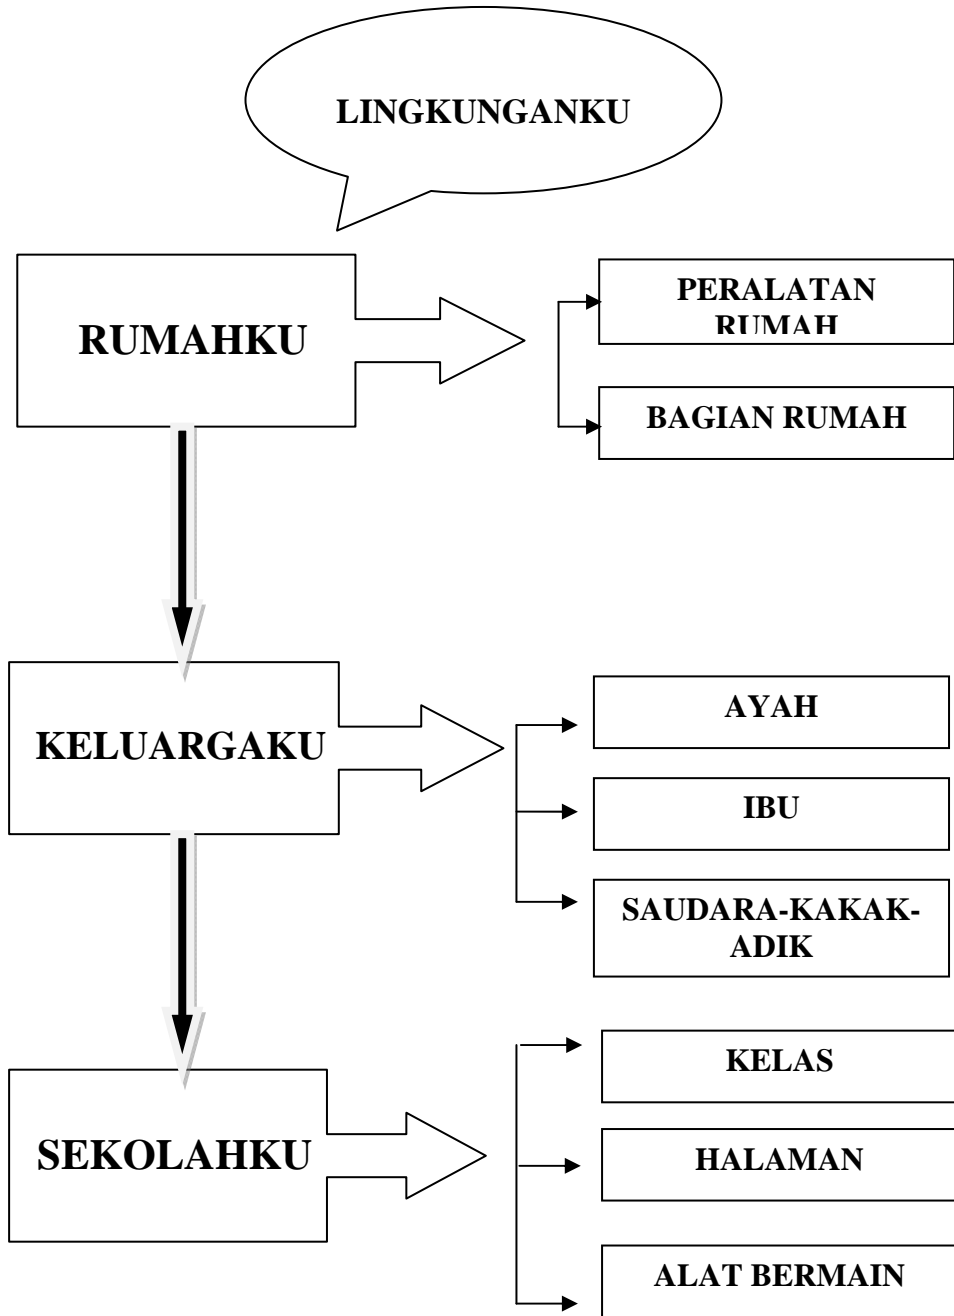 LINGKUNGANKU
RUMAHKU
PERALATAN
RUMAH
BAGIAN RUMAH
KELUARGAKU
AYAH
IBU
SAUDARA-KAKAK-
ADIK
SEKOLAHKU
KELAS
HALAMAN
ALAT BERMAIN